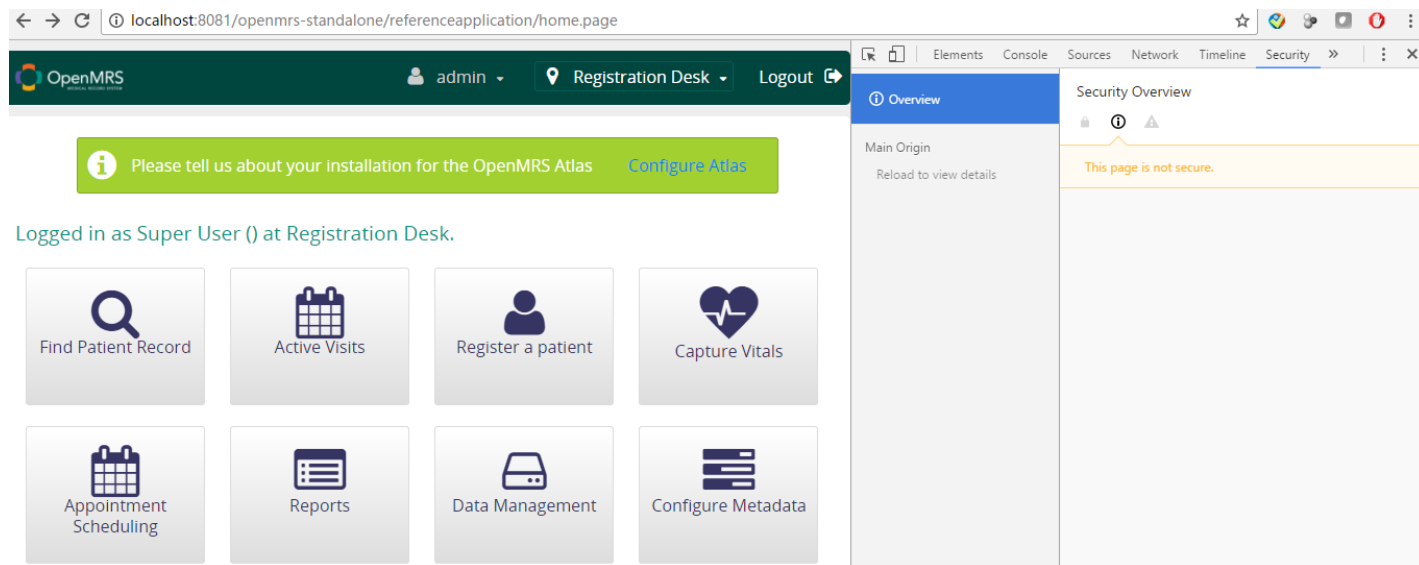 localhost:8081/openmrs-standalone/referenceapplication/home.page
OpenMRS
MEDICAL RECORD SYSTEM
admin
Registration Desk
Logout
Please tell us about your installation for the OpenMRS Atlas
Configure Atlas
Logged in as Super User () at Registration Desk.
Find Patient Record
Active Visits
Register a patient
Capture Vitals
Appointment
Scheduling
Reports
Data Management
Configure Metadata
Elements Console Sources Network Timeline Security »
Overview
Main Origin
Reload to view details
Security Overview
This page is not secure.